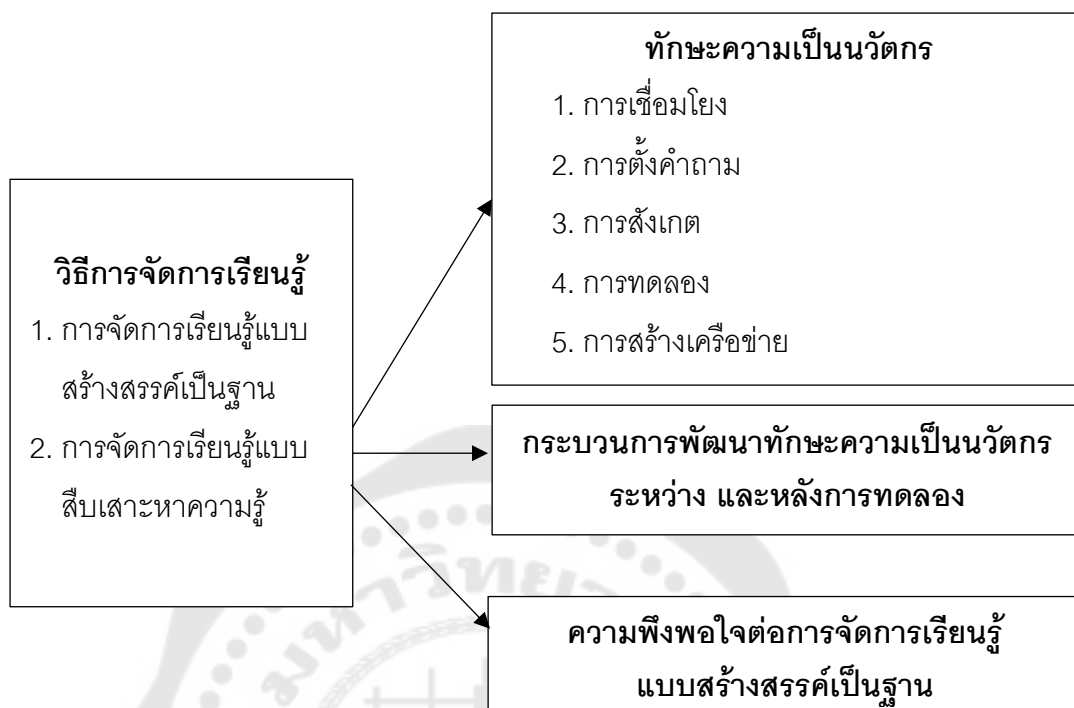 ทักษะความเป็นนวัตกร
1. การเชื่อมโยง
2. การตั้งคำถาม
3. การสังเกต
4. การทดลอง
5. การสร้างเครือข่าย
วิธีการจัดการเรียนรู้
1. การจัดการเรียนรู้แบบ
สร้างสรรค์เป็นฐาน
2. การจัดการเรียนรู้แบบ
สืบเสาะหาความรู้
กระบวนการพัฒนาทักษะความเป็นนวัตกร
ระหว่าง และหลังการทดลอง
ความพึงพอใจต่อการจัดการเรียนรู้
แบบสร้างสรรค์เป็นฐาน